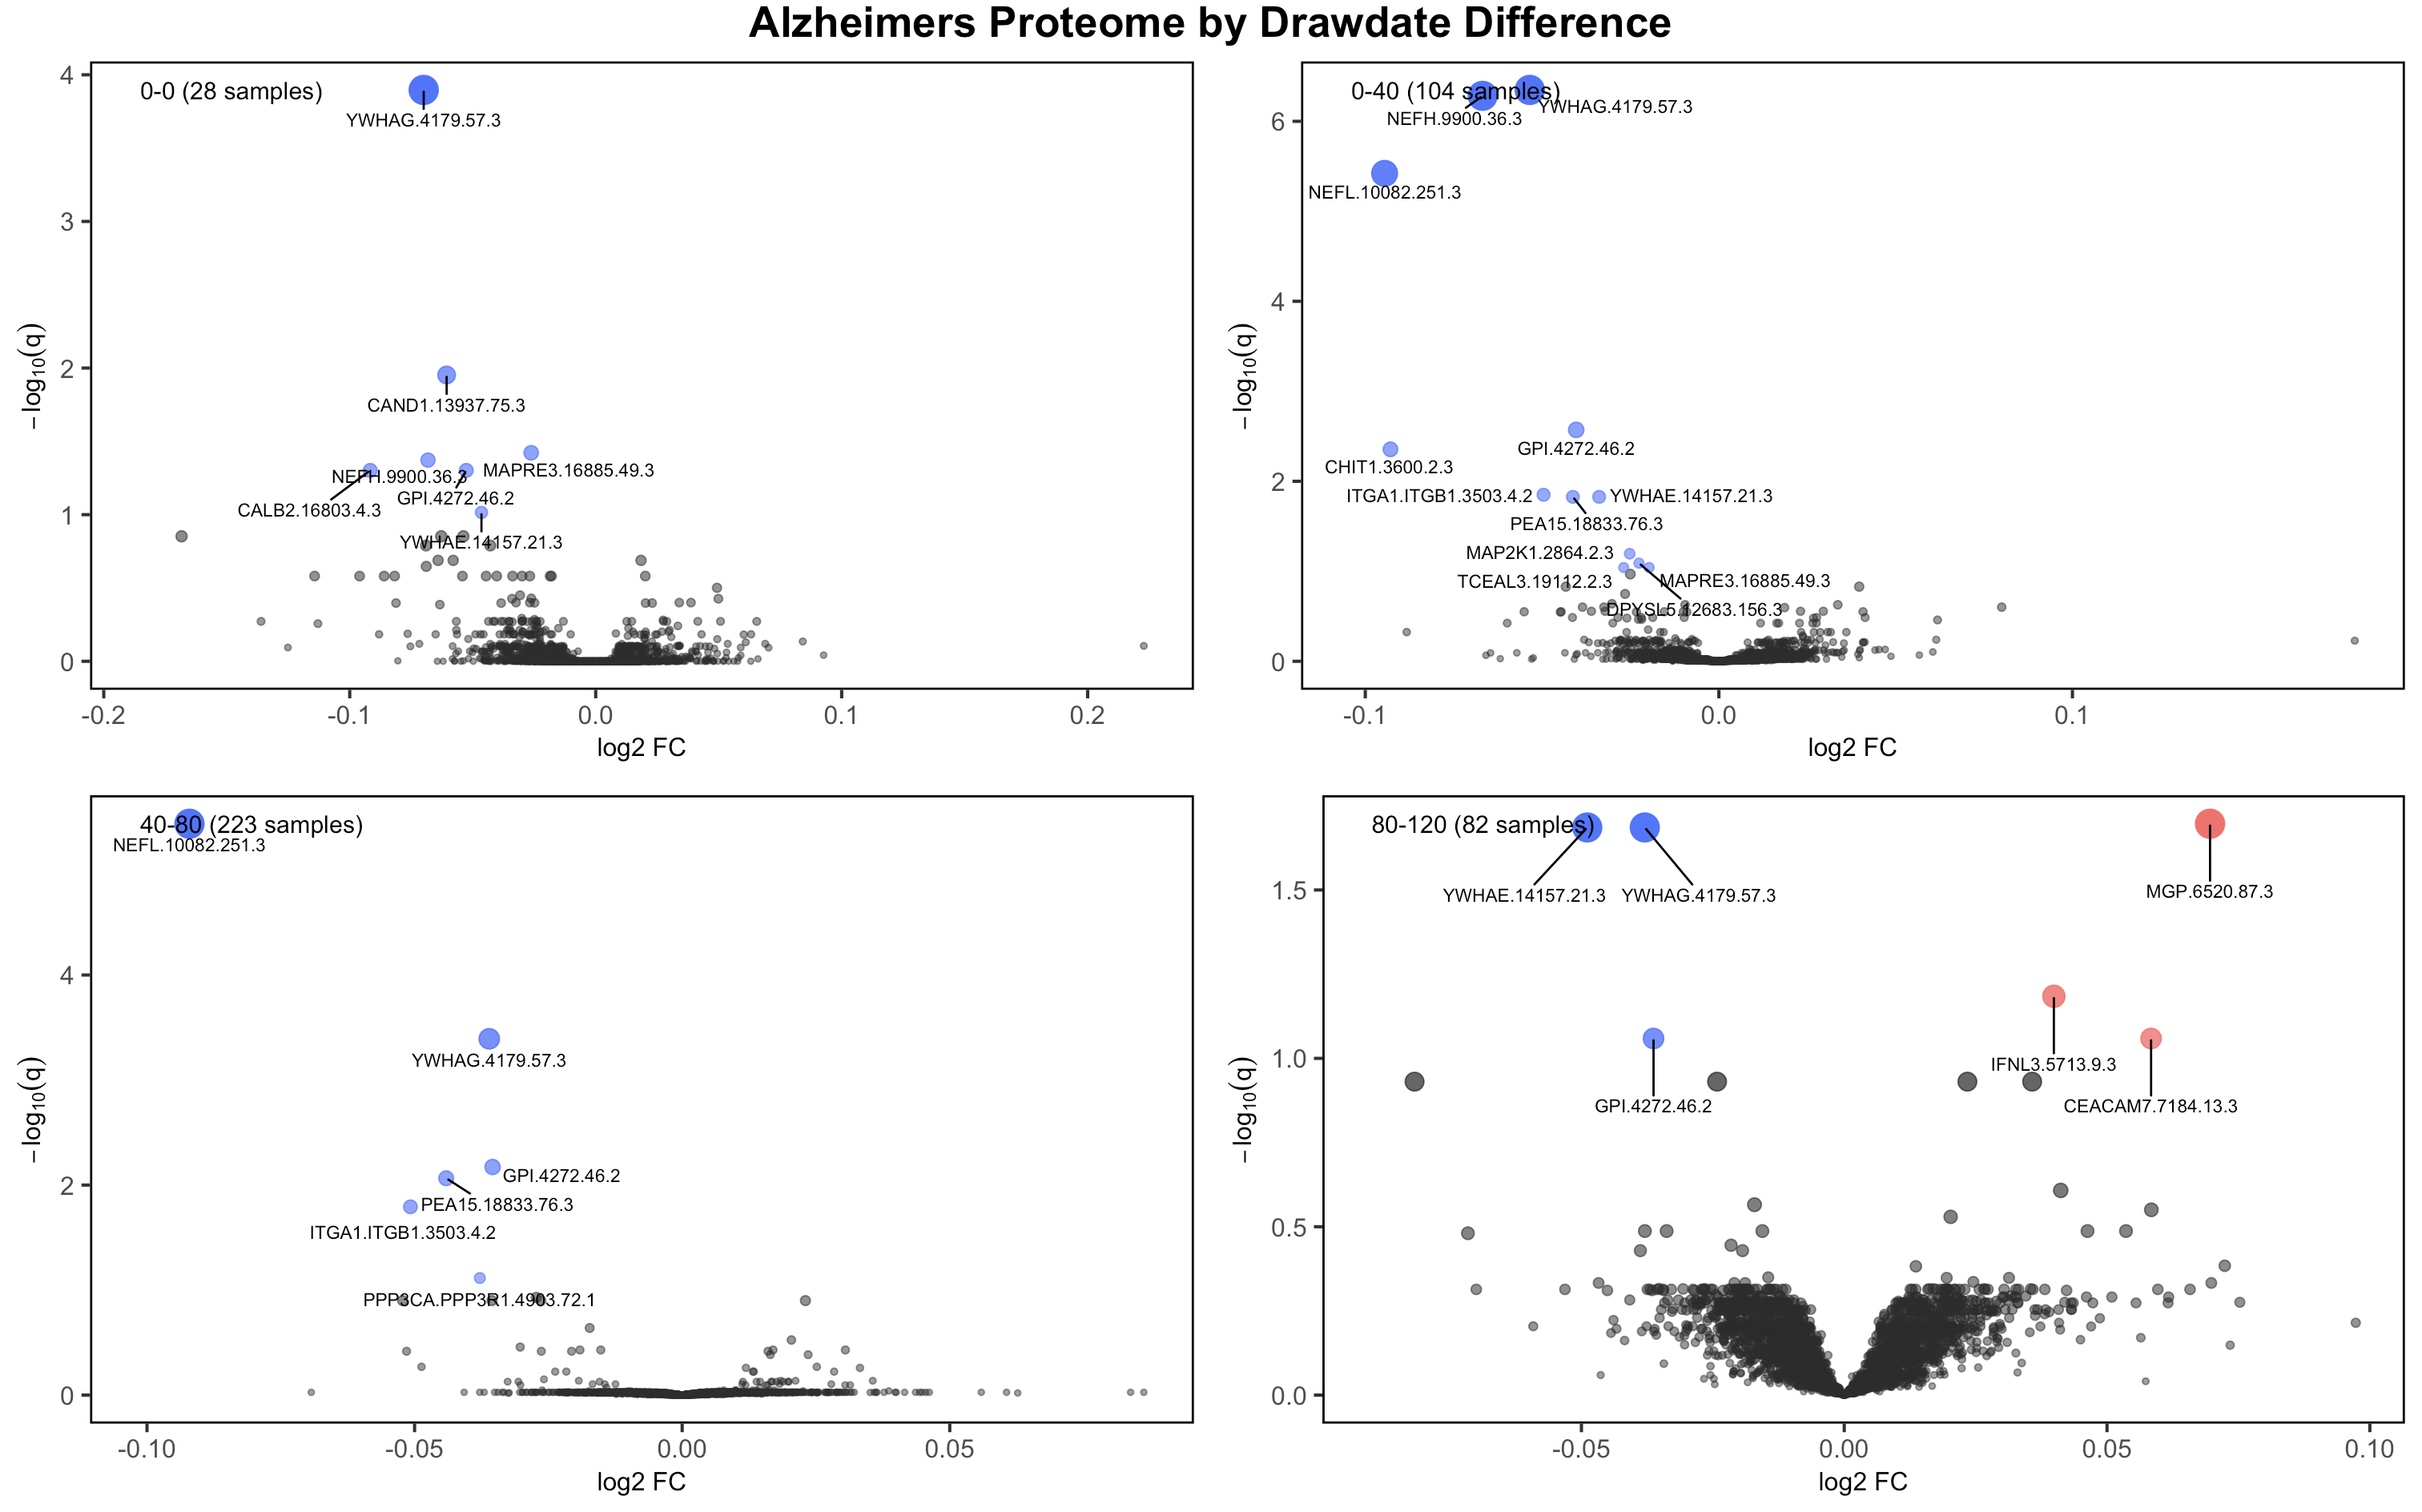 Alzheimers Proteome by Drawdate Difference
0-0 (28 samples)
YWHAG.4179.57.3
CAND1.13937.75.3
MAPRE3.16885.49.3
NEFH.9900.36.3
GPI.4272.46.2
CALB2.16803.4.3
YWHAE.14157.21.3
4
3
2
1
0
−log10(q)
-0.2
-0.1
0.0
0.1
0.2
log2 FC
0-40 (104 samples)
YWHAG.4179.57.3
NEFH.9900.36.3
NEFL.10082.251.3
GPI.4272.46.2
CHIT1.3600.2.3
ITGA1.ITGB1.3503.4.2
YWHAE.14157.21.3
PEA15.18833.76.3
MAP2K1.2864.2.3
TCEAL3.19112.2.3
MAPRE3.16885.49.3
DPYSL5.12683.156.3
6
4
2
0
−log10(q)
-0.1
0.0
0.1
log2 FC
40-80 (223 samples)
NEFL.10082.251.3
YWHAG.4179.57.3
GPI.4272.46.2
PEA15.18833.76.3
ITGA1.ITGB1.3503.4.2
PPP3CA.PPP3R1.4903.72.1
4
2
0
−log10(q)
-0.10
-0.05
0.00
0.05
log2 FC
80-120 (82 samples)
YWHAE.14157.21.3
YWHAG.4179.57.3
MGP.6520.87.3
IFNL3.5713.9.3
GPI.4272.46.2
CEACAM7.7184.13.3
1.5
1.0
0.5
0.0
−log10(q)
-0.05
0.00
0.05
0.10
log2 FC